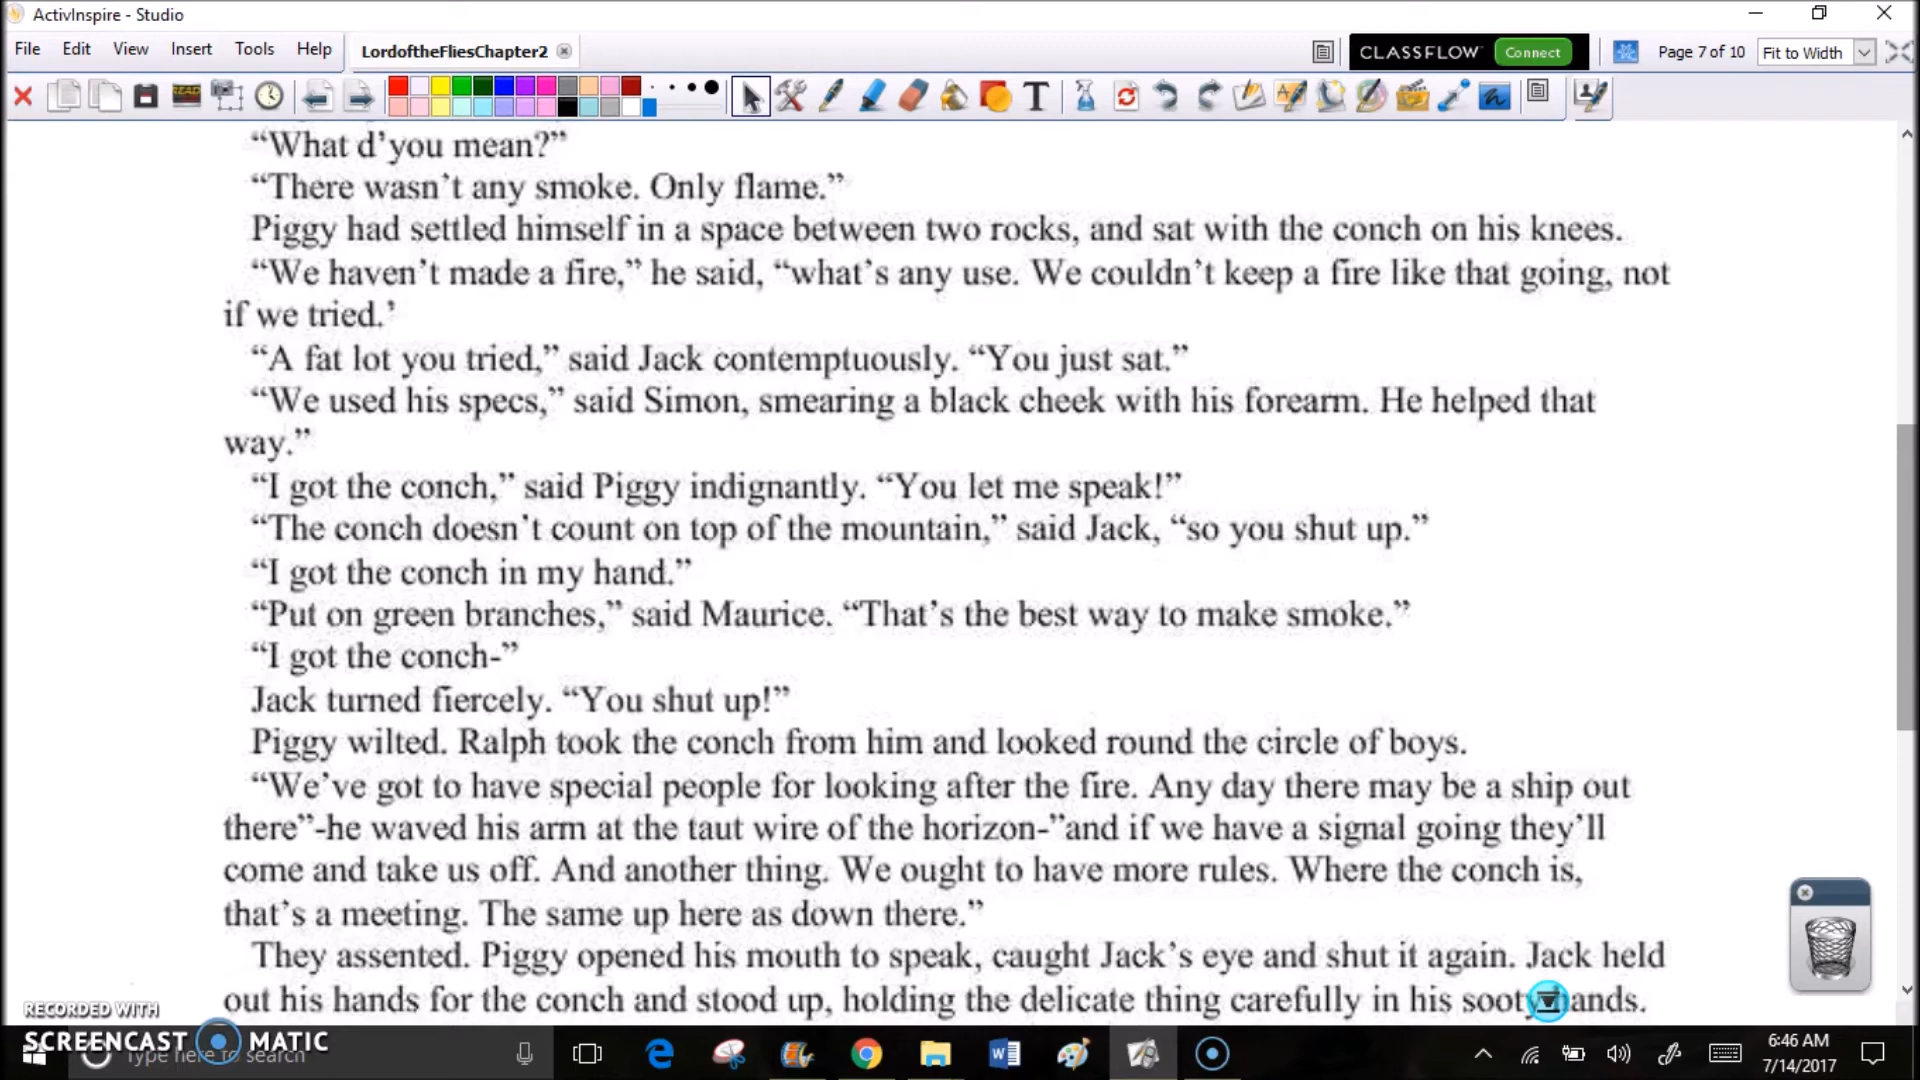 ActivInspire - Studio
File Edit View Insert Tools Help
LordoftheFliesChapter2
CLASSFLOW Connect
Page 7 of 10 Fit to Width
“What d’you mean?”
“There wasn’t any smoke. Only flame.”
Piggy had settled himself in a space between two rocks, and sat with the conch on his knees.
“We haven’t made a fire,” he said, “what’s any use. We couldn’t keep a fire like that going, not
if we tried.’
“A fat lot you tried,” said Jack contemptuously. “You just sat.”
“We used his specs,” said Simon, smearing a black cheek with his forearm. He helped that
way.”
“I got the conch,” said Piggy indignantly. “You let me speak!”
“The conch doesn’t count on top of the mountain,” said Jack, “so you shut up.”
“I got the conch in my hand.”
“Put on green branches,” said Maurice. “That’s the best way to make smoke.”
“I got the conch-”
Jack turned fiercely. “You shut up!”
Piggy wilted. Ralph took the conch from him and looked round the circle of boys.
“We’ve got to have special people for looking after the fire. Any day there may be a ship out
there”-he waved his arm at the taut wire of the horizon-”and if we have a signal going they’ll
come and take us off. And another thing. We ought to have more rules. Where the conch is,
that’s a meeting. The same up here as down there.”
They assented. Piggy opened his mouth to speak, caught Jack’s eye and shut it again. Jack held
out his hands for the conch and stood up, holding the delicate thing carefully in his sooty hands.
RECORDED WITH
SCREENCAST MATIC
Type here to search
6:46 AM
7/14/2017